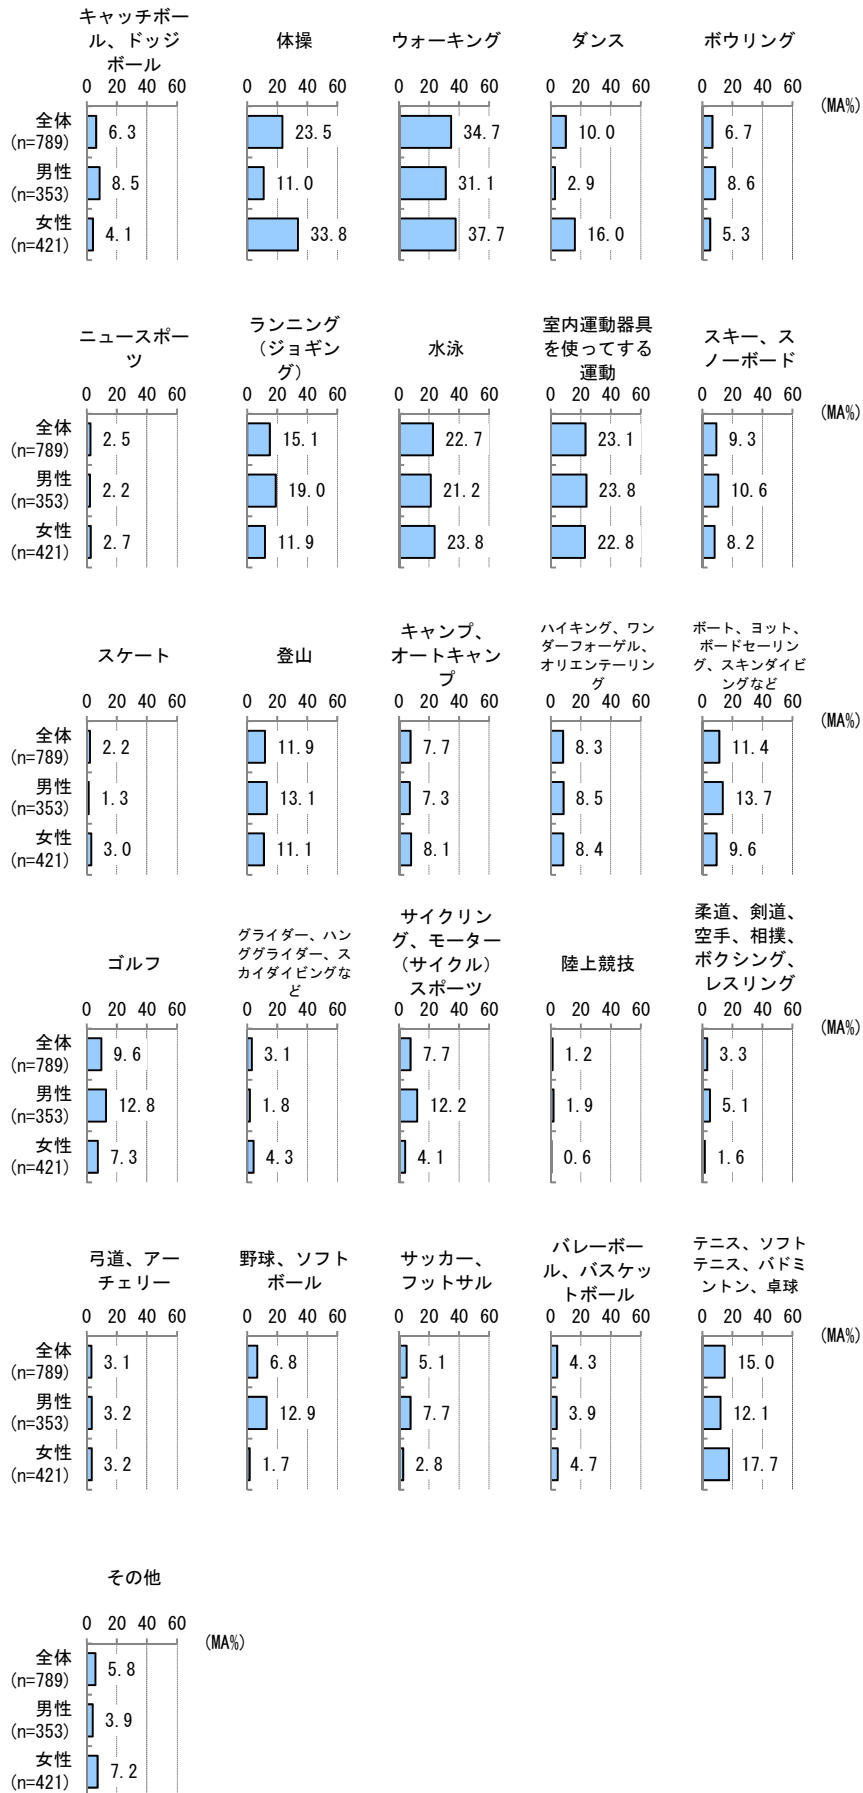 キャッチボー
ル、ドッジ
ボール
体操
ウォーキング
ダンス
ボウリング
0 20 40 60
0 20 40 60
0 20 40 60
0 20 40 60
0 20 40 60
(MA%)
全体
(n=789)
6.3
23.5
34.7
10.0
6.7
男性
(n=353)
8.5
11.0
31.1
2.9
8.6
女性
(n=421)
4.1
33.8
37.7
16.0
5.3
ニュースポー
ツ
ランニング
（ジョギン
グ）
水泳
室内運動器具
を使ってする
運動
スキー、ス
ノーボード
0 20 40 60
0 20 40 60
0 20 40 60
0 20 40 60
0 20 40 60
(MA%)
全体
(n=789)
2.5
15.1
22.7
23.1
9.3
男性
(n=353)
2.2
19.0
21.2
23.8
10.6
女性
(n=421)
2.7
11.9
23.8
22.8
8.2
スケート
登山
キャンプ、
オートキャン
プ
ハイキング、ワン
ダーフォーゲル、
オリエンテーリン
グ
ボート、ヨット、
ボードセーリン
グ、スキンダイビ
ングなど
0 20 40 60
0 20 40 60
0 20 40 60
0 20 40 60
0 20 40 60
(MA%)
全体
(n=789)
2.2
11.9
7.7
8.3
11.4
男性
(n=353)
1.3
13.1
7.3
8.5
13.7
女性
(n=421)
3.0
11.1
8.1
8.4
9.6
ゴルフ
グライダー、ハン
ググライダー、ス
カイダイビングな
ど
サイクリン
グ、モーター
（サイクル）
スポーツ
陸上競技
柔道、剣道、
空手、相撲、
ボクシング、
レスリング
0 20 40 60
0 20 40 60
0 20 40 60
0 20 40 60
0 20 40 60
(MA%)
全体
(n=789)
9.6
3.1
7.7
1.2
3.3
男性
(n=353)
12.8
1.8
12.2
1.9
5.1
女性
(n=421)
7.3
4.3
4.1
0.6
1.6
弓道、アー
チェリー
野球、ソフト
ボール
サッカー、
フットサル
バレーボー
ル、バスケッ
トボール
テニス、ソフト
テニス、バドミ
ントン、卓球
0 20 40 60
0 20 40 60
0 20 40 60
0 20 40 60
0 20 40 60
(MA%)
全体
(n=789)
3.1
6.8
5.1
4.3
15.0
男性
(n=353)
3.2
12.9
7.7
3.9
12.1
女性
(n=421)
3.2
1.7
2.8
4.7
17.7
その他
0 20 40 60
(MA%)
全体
(n=789)
5.8
男性
(n=353)
3.9
女性
(n=421)
7.2